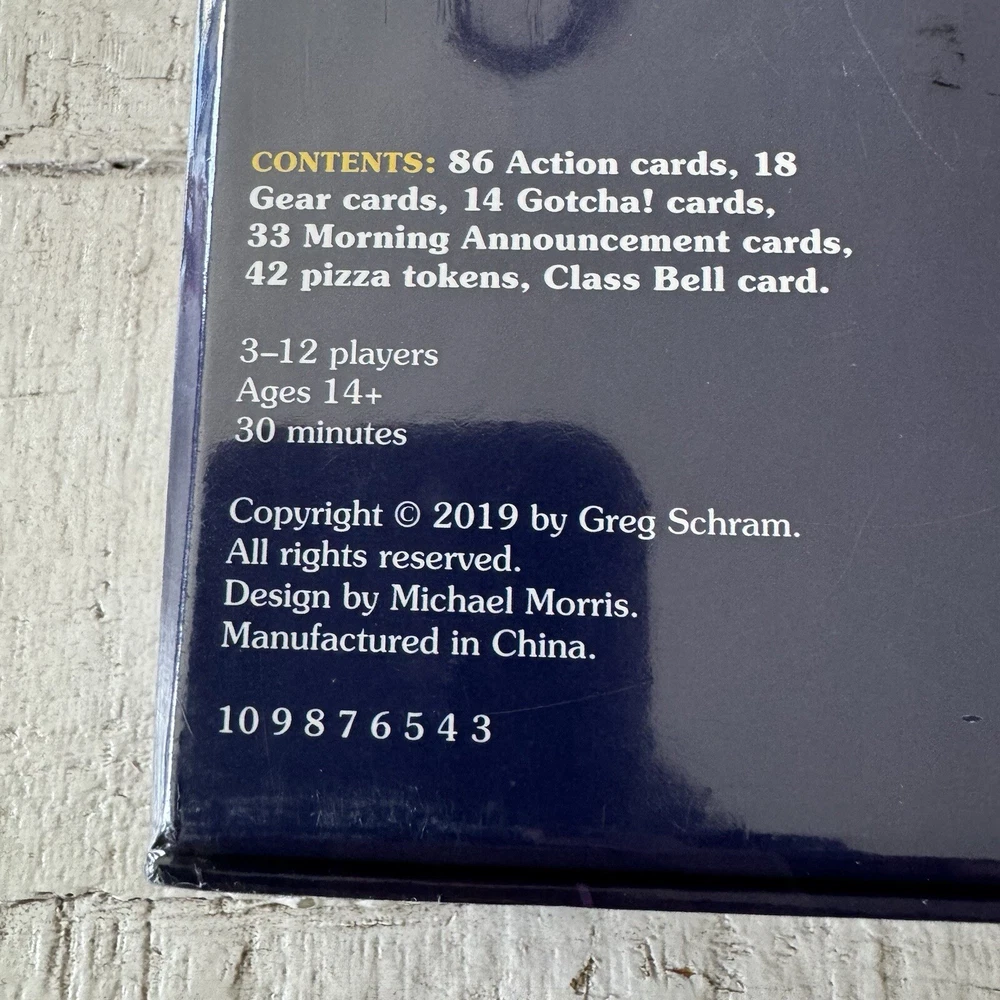 CONTENTS: 86 Action cards, 18
Gear cards, 14 Gotcha! cards,
33 Morning Announcement cards,
42 pizza tokens, Class Bell card.
3–12 players
Ages 14+
30 minutes
Copyright © 2019 by Greg Schram.
All rights reserved.
Design by Michael Morris.
Manufactured in China.
10 9 8 7 6 5 4 3